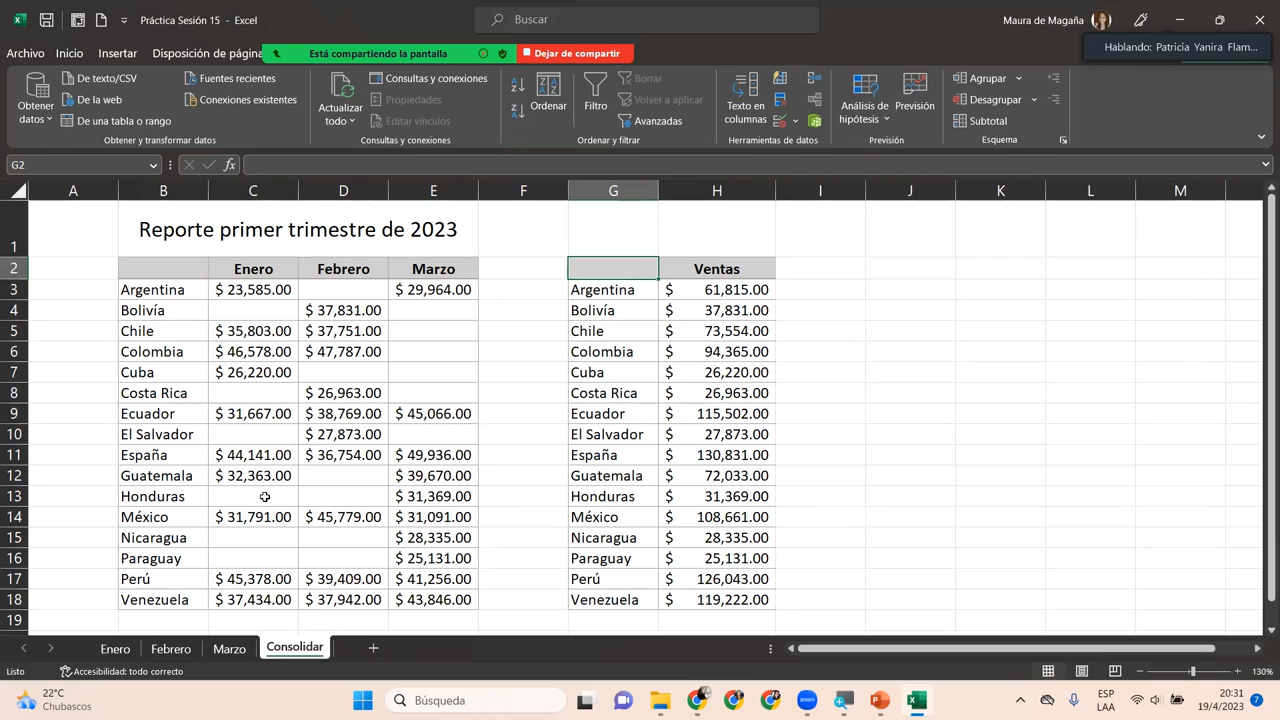 Práctica Sesión 15 - Excel
Buscar
Maura de Magaña
Hablando: Patricia Yanira Flam...
Archivo Inicio Insertar Disposición de página
Está compartiendo la pantalla
Dejar de compartir
Obtener datos
De texto/CSV
De la web
De una tabla o rango
Fuentes recientes
Conexiones existentes
Obtener y transformar datos
Actualizar todo
Consultas y conexiones
Propiedades
Editar vínculos
Consultas y conexiones
Ordenar
Filtro
Borrar
Volver a aplicar
Avanzadas
Ordenar y filtrar
Texto en columnas
Herramientas de datos
Análisis de hipótesis
Previsión
Previsión
Agrupar
Desagrupar
Subtotal
Esquema
G2
fx
A B C D E F G H I J K L M
1 Reporte primer trimestre de 2023
2 Enero Febrero Marzo Ventas
3 Argentina $ 23,585.00 $ 29,964.00 Argentina $ 61,815.00
4 Bolivía $ 37,831.00 Bolivía $ 37,831.00
5 Chile $ 35,803.00 $ 37,751.00 Chile $ 73,554.00
6 Colombia $ 46,578.00 $ 47,787.00 Colombia $ 94,365.00
7 Cuba $ 26,220.00 Cuba $ 26,220.00
8 Costa Rica $ 26,963.00 Costa Rica $ 26,963.00
9 Ecuador $ 31,667.00 $ 38,769.00 $ 45,066.00 Ecuador $ 115,502.00
10 El Salvador $ 27,873.00 El Salvador $ 27,873.00
11 España $ 44,141.00 $ 36,754.00 $ 49,936.00 España $ 130,831.00
12 Guatemala $ 32,363.00 $ 39,670.00 Guatemala $ 72,033.00
13 Honduras $ 31,369.00 Honduras $ 31,369.00
14 México $ 31,791.00 $ 45,779.00 $ 31,091.00 México $ 108,661.00
15 Nicaragua $ 28,335.00 Nicaragua $ 28,335.00
16 Paraguay $ 25,131.00 Paraguay $ 25,131.00
17 Perú $ 45,378.00 $ 39,409.00 $ 41,256.00 Perú $ 126,043.00
18 Venezuela $ 37,434.00 $ 37,942.00 $ 43,846.00 Venezuela $ 119,222.00
19
Enero Febrero Marzo Consolidar
Listo
Accesibilidad: todo correcto
130%
22°C
Chubascos
Búsqueda
ESP
LAA
20:31
19/4/2023
7